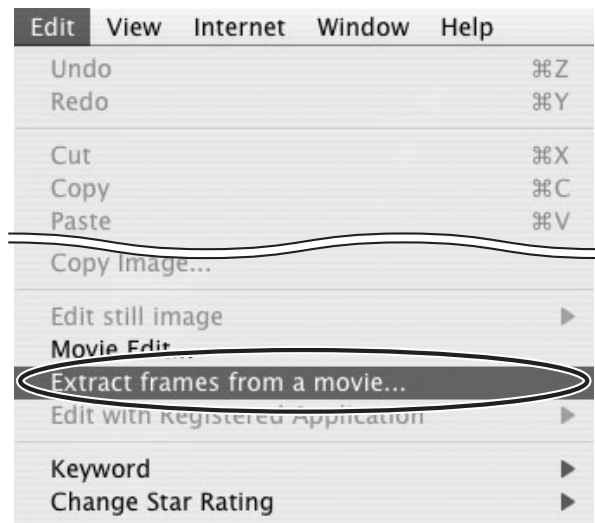 Edit View Internet Window Help
Undo ⌘Z
Redo ⌘Y
Cut ⌘X
Copy ⌘C
Paste ⌘V
Copy Image...
Edit still image
Movie Edit...
Extract frames from a movie...
Edit with Registered Application
Keyword
Change Star Rating